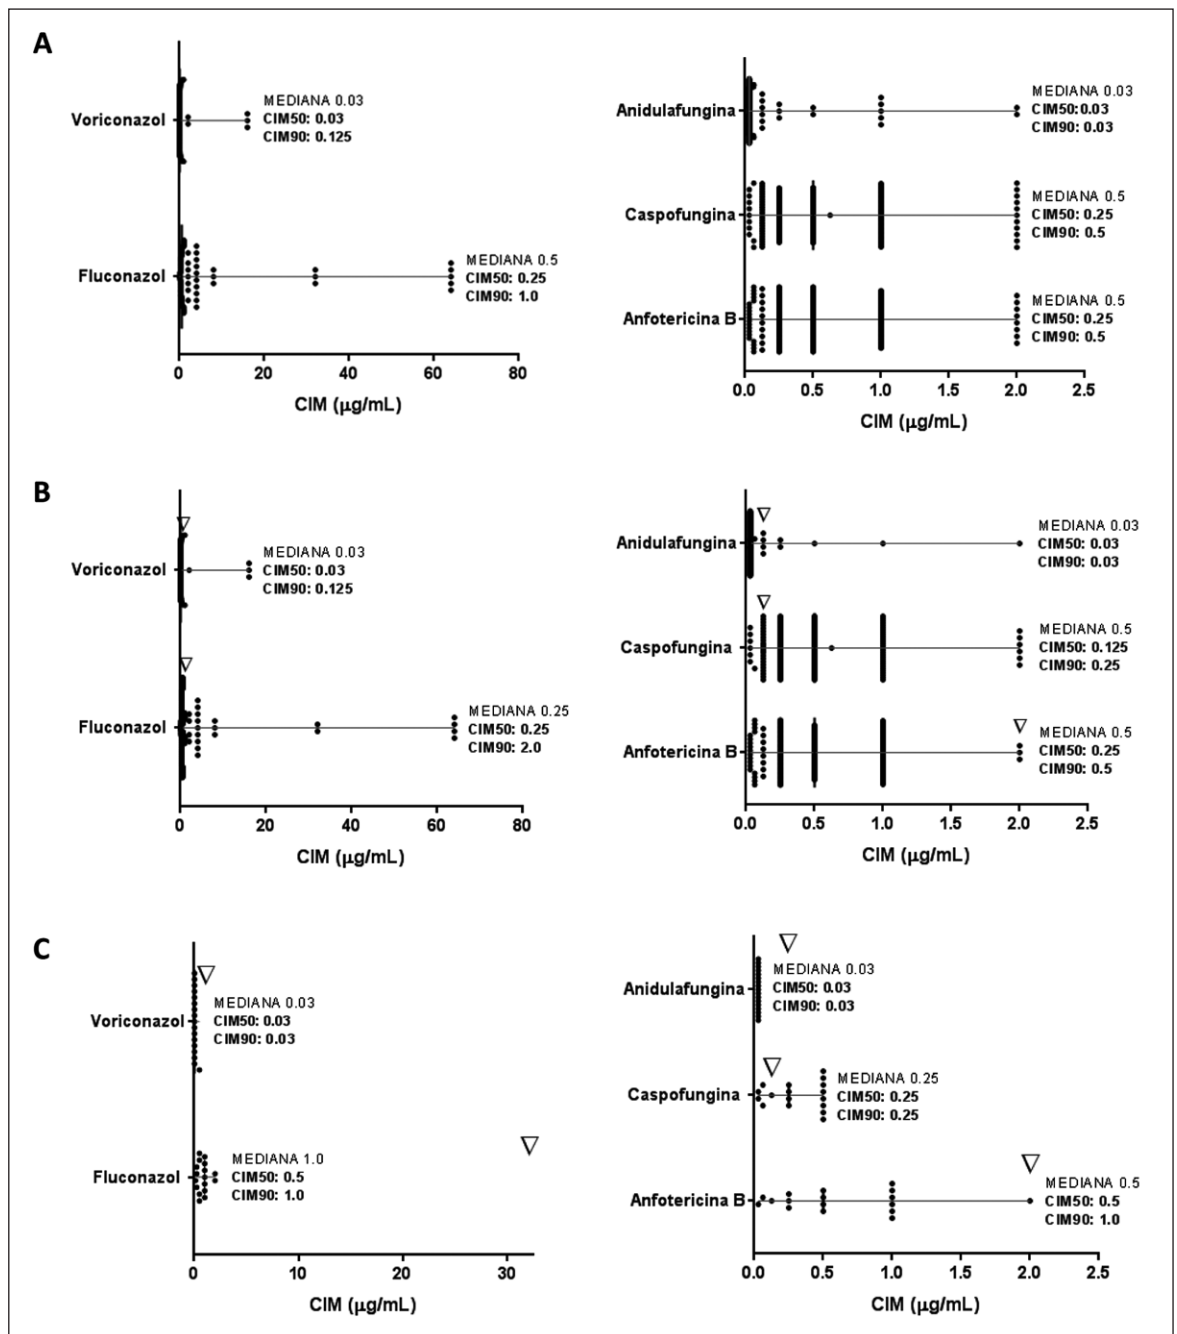 A
Voriconazol
MEDIANA 0.03
CIM50: 0.03
CIM90: 0.125
Fluconazol
MEDIANA 0.5
CIM50: 0.25
CIM90: 1.0
0 20 40 60 80
CIM (µg/mL)
Anidulafungina
MEDIANA 0.03
CIM50:0.03
CIM90: 0.03
Caspofungina
MEDIANA 0.5
CIM50: 0.25
CIM90: 0.5
Anfotericina B
MEDIANA 0.5
CIM50: 0.25
CIM90: 0.5
0.0 0.5 1.0 1.5 2.0 2.5
CIM (µg/mL)
B
Voriconazol
MEDIANA 0.03
CIM50: 0.03
CIM90: 0.125
Fluconazol
MEDIANA 0.25
CIM50: 0.25
CIM90: 2.0
0 20 40 60 80
CIM (µg/mL)
Anidulafungina
MEDIANA 0.03
CIM50: 0.03
CIM90: 0.03
Caspofungina
MEDIANA 0.5
CIM50: 0.125
CIM90: 0.25
Anfotericina B
MEDIANA 0.5
CIM50: 0.25
CIM90: 0.5
0.0 0.5 1.0 1.5 2.0 2.5
CIM (µg/mL)
C
Voriconazol
MEDIANA 0.03
CIM50: 0.03
CIM90: 0.03
Fluconazol
MEDIANA 1.0
CIM50: 0.5
CIM90: 1.0
0 10 20 30
CIM (µg/mL)
Anidulafungina
MEDIANA 0.03
CIM50: 0.03
CIM90: 0.03
Caspofungina
MEDIANA 0.25
CIM50: 0.25
CIM90: 0.25
Anfotericina B
MEDIANA 0.5
CIM50: 0.5
CIM90: 1.0
0.0 0.5 1.0 1.5 2.0 2.5
CIM (µg/mL)